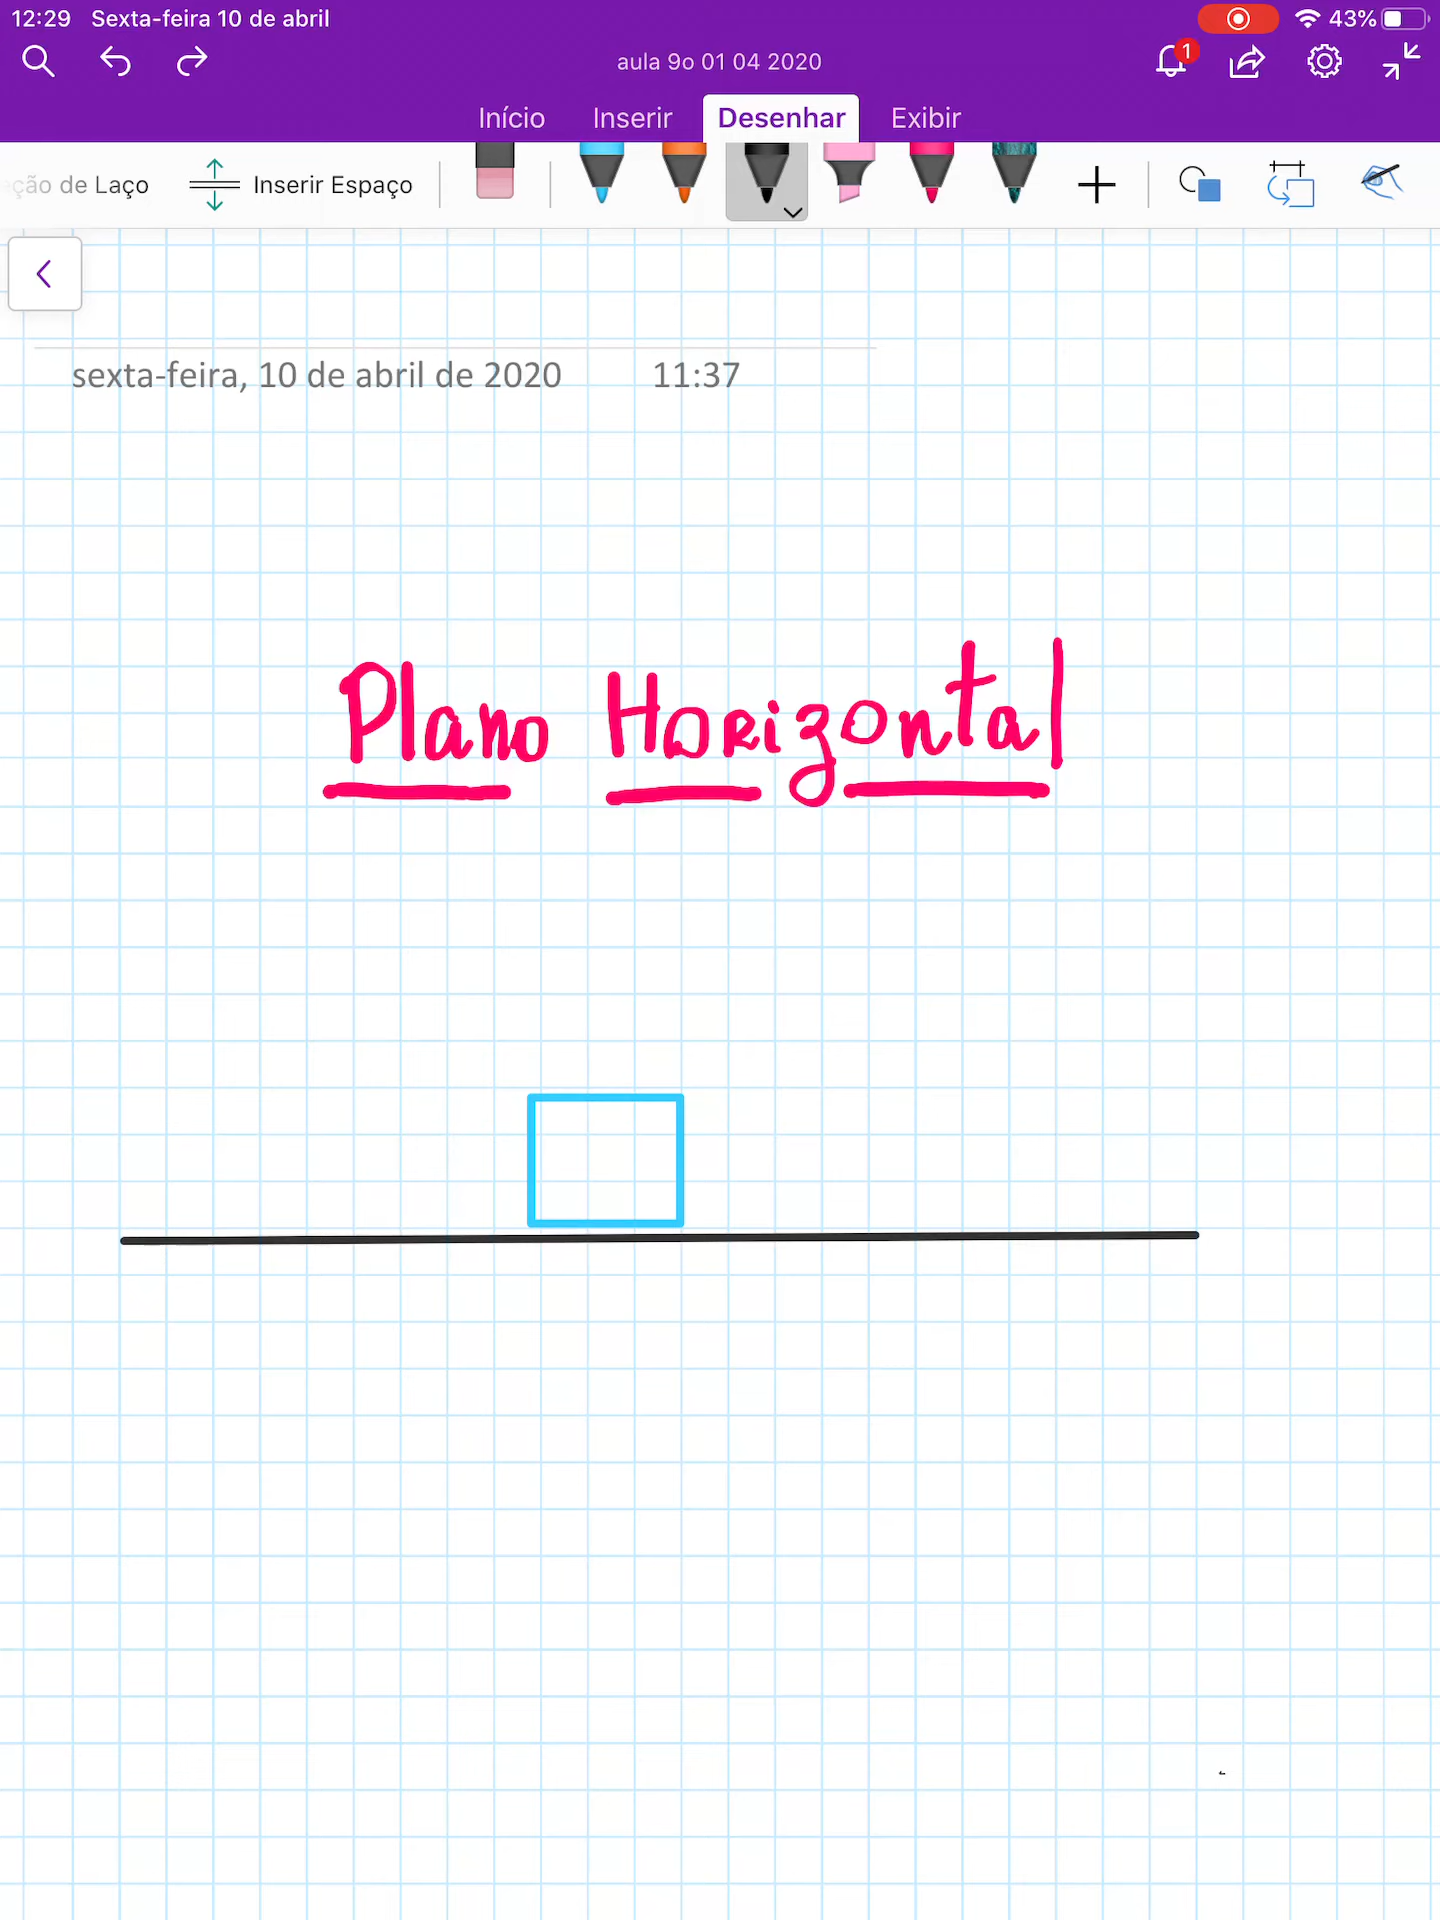 12:29 Sexta-feira 10 de abril 43%
aula 9o 01 04 2020 1
Início Inserir Desenhar Exibir
ção de Laço Inserir Espaço
sexta-feira, 10 de abril de 2020 11:37
Plano Horizontal